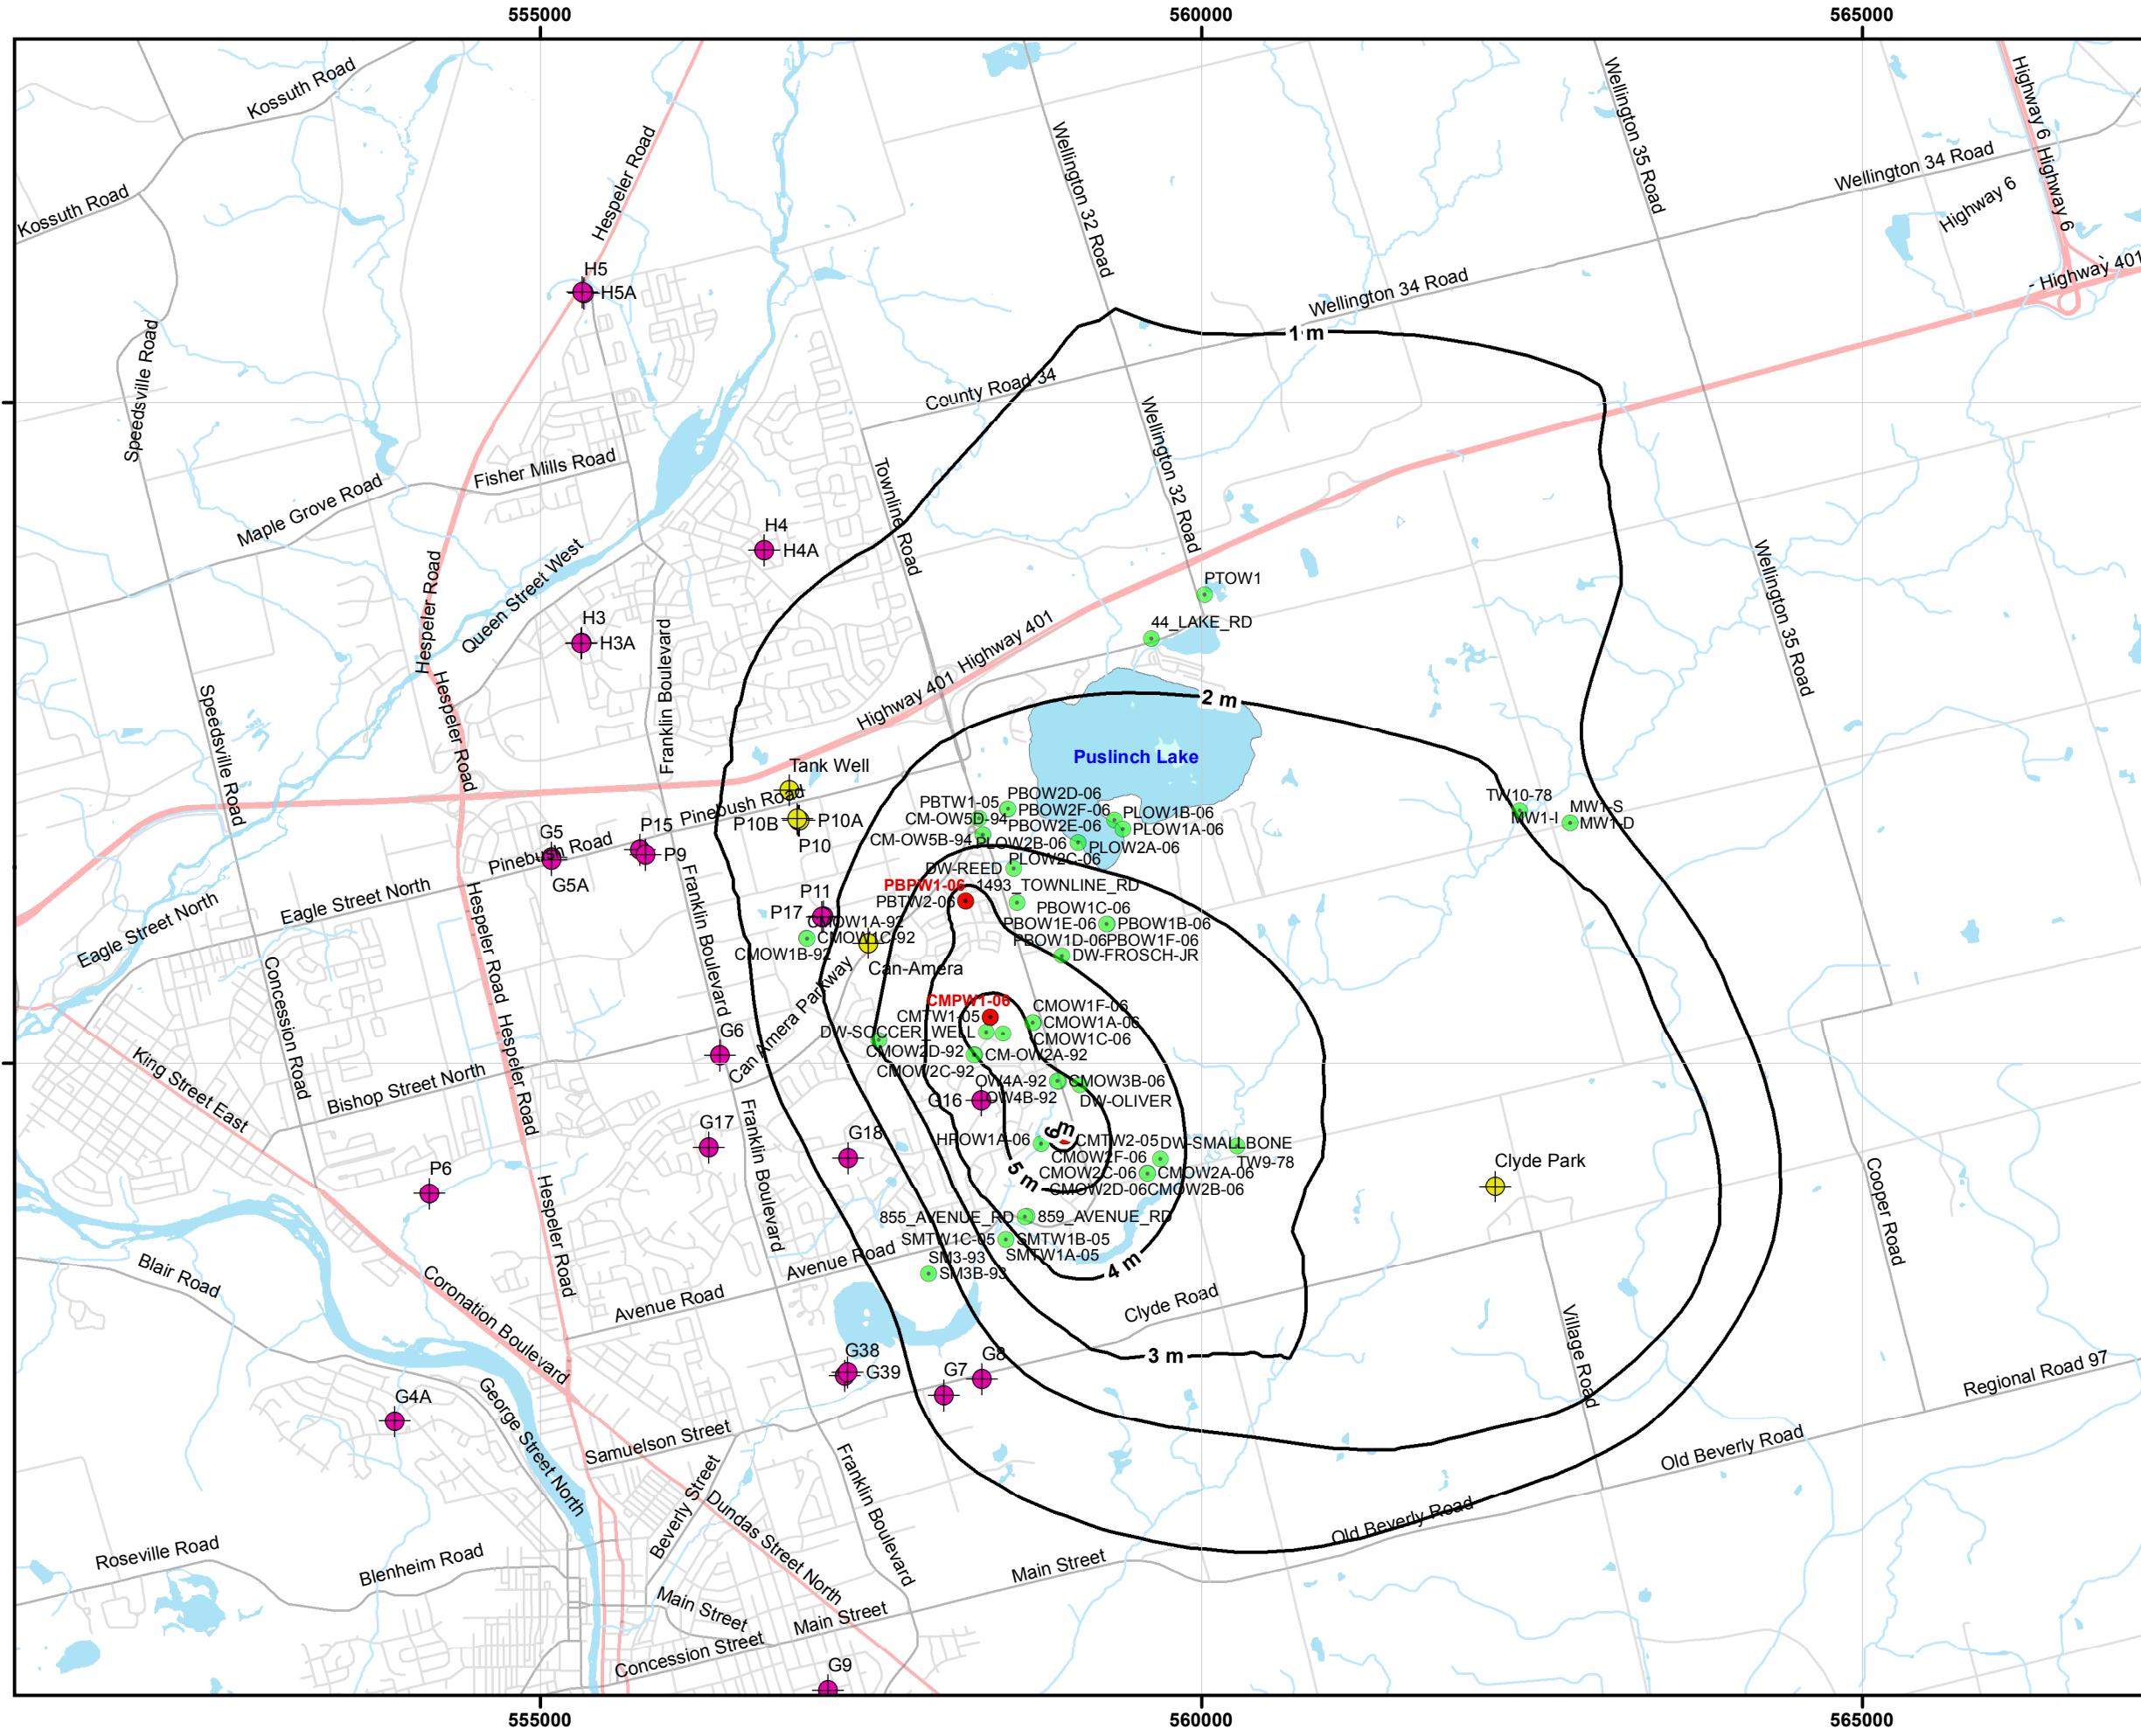 555000
560000
565000
Kossuth Road
Kossuth Road
Hespeler Road
Wellington 32 Road
Wellington 35 Road
Highway 6
Highway 6
Wellington 34 Road
Highway 6
- Highway 401
H5
H5A
Wellington 34 Road
1 m
Speedsville Road
County Road 34
Wellington 32 Road
Fisher Mills Road
Maple Grove Road
Townline Road
H4
H4A
Queen Street West
Hespeler Road
Wellington 35 Road
PTOW1
H3
H3A
44_LAKE_RD
Highway 401
Highway 401
Franklin Boulevard
Hespeler Road
Speedsville Road
2 m
Puslinch Lake
Tank Well
Pinebush Road
P10B
P10A
P10
PBOW2D-06
PBTW1-05
PBOW2F-06
CM-OW5D-94
PBOW2E-06
PLOW1B-06
PLOW1A-06
CM-OW5B-94
PLOW2B-06
PLOW2A-06
PLOW2C-06
TW10-78
MW1-S
MW1-I
MW1-D
G5
Pinebush Road
P15
P9
G5A
DW-REED
PBPW1-06
1493_TOWNLINE_RD
PBTW2-06
Eagle Street North
Eagle Street North
P11
P17
CMOW1A-92
CMOW1C-92
CMOW1B-92
Can-Amera
PBOW1C-06
PBOW1E-06
PBOW1B-06
PBOW1D-06
PBOW1F-06
DW-FROSCH-JR
Hespeler Road
Franklin Boulevard
Concession Road
Can Amera Parkway
CMPW1-06
CMOW1F-06
CMTW1-05
CMOW1A-06
DW-SOCCER_WELL
CMOW1C-06
CMOW2D-92
CM-OW2A-92
CMOW2C-92
G6
Hespeler Road
King Street East
Bishop Street North
OW4A-92
CMOW3B-06
G16
OW4B-92
DW-OLIVER
G17
G18
Franklin Boulevard
HPOW1A-06
6 m
CMTW2-05
DW-SMALLBONE
CMOW2F-06
TW9-78
CMOW2C-06
CMOW2A-06
CMOW2D-06
CMOW2B-06
5 m
Clyde Park
P6
Hespeler Road
Cooper Road
855_AVENUE_RD
859_AVENUE_RD
SMTW1C-05
SMTW1B-05
SMTW1A-05
SM3-93
SM3B-93
Avenue Road
Avenue Road
4 m
Blair Road
Coronation Boulevard
Clyde Road
3 m
Village Road
G38
G39
G7
G8
Regional Road 97
G4A
George Street North
Samuelson Street
Old Beverly Road
Beverly Street
Franklin Boulevard
Dundas Street North
Old Beverly Road
Roseville Road
Blenheim Road
Main Street
Main Street
Main Street
Concession Street
G9
555000
560000
565000